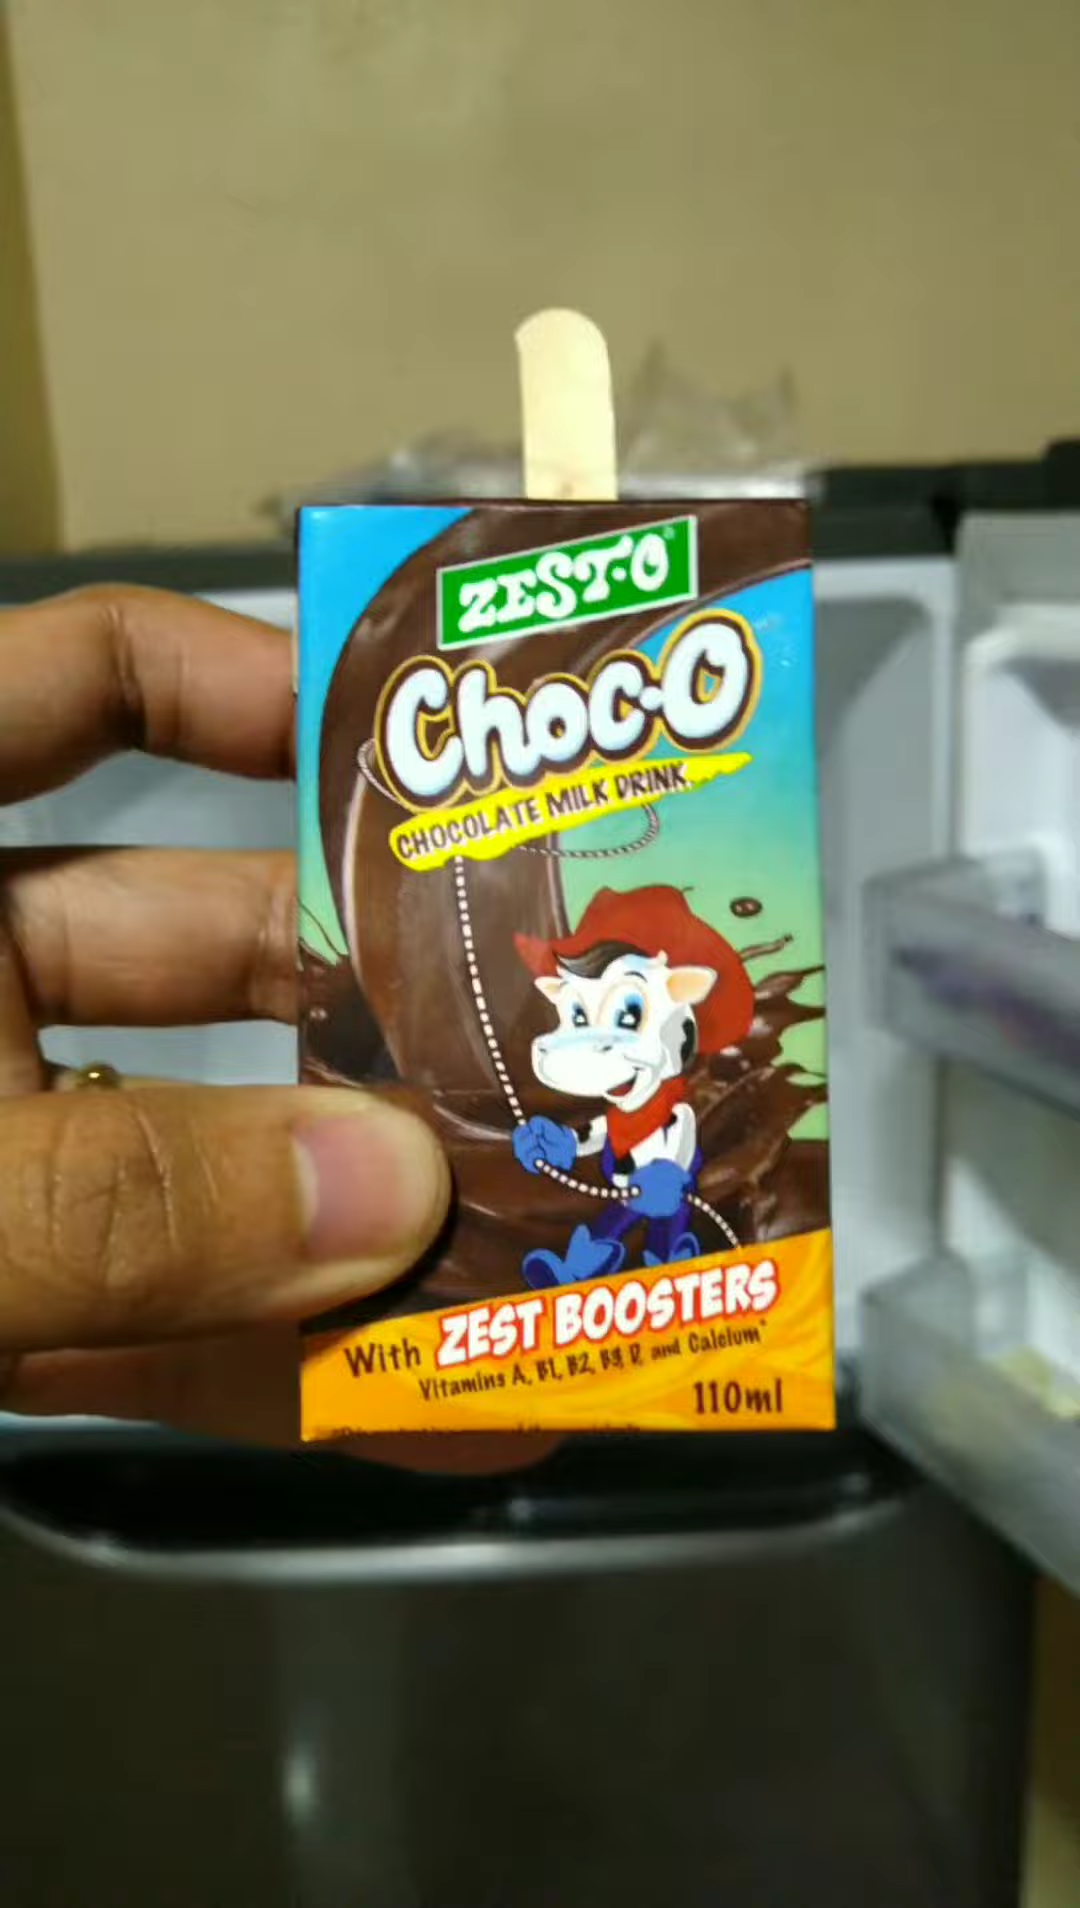 ZEST-O®
Choc-O
CHOCOLATE MILK DRINK
With ZEST BOOSTERS
Vitamins A, B1, B2, B3, D, and Calcium*
110ml